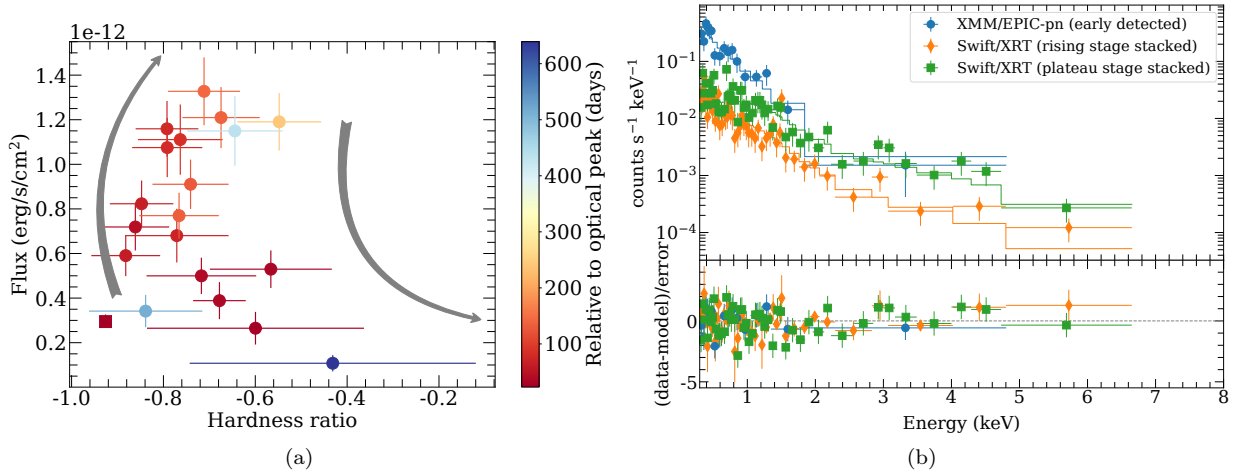 1e-12
1.4
1.2
1.0
0.8
0.6
0.4
0.2
Flux (erg/s/cm²)
-1.0 -0.8 -0.6 -0.4 -0.2
Hardness ratio
600
500
400
300
200
100
Relative to optical peak (days)
(a)
XMM/EPIC-pn (early detected)
Swift/XRT (rising stage stacked)
Swift/XRT (plateau stage stacked)
10⁻¹
10⁻²
10⁻³
10⁻⁴
counts s⁻¹ keV⁻¹
0
-5
(data-model)/error
1 2 3 4 5 6 7 8
Energy (keV)
(b)